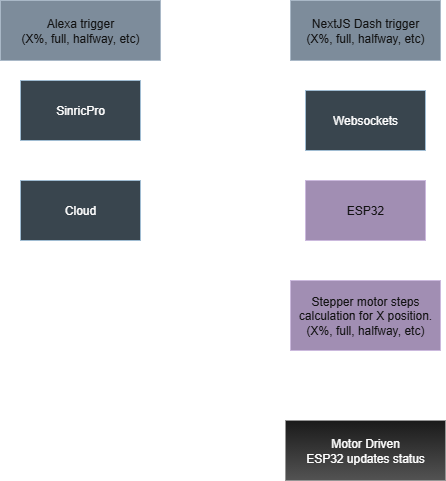 Alexa trigger
(X%, full, halfway, etc)
NextJS Dash trigger
(X%, full, halfway, etc)
SinricPro
Websockets
Cloud
ESP32
Stepper motor steps
calculation for X position.
(X%, full, halfway, etc)
Motor Driven
ESP32 updates status